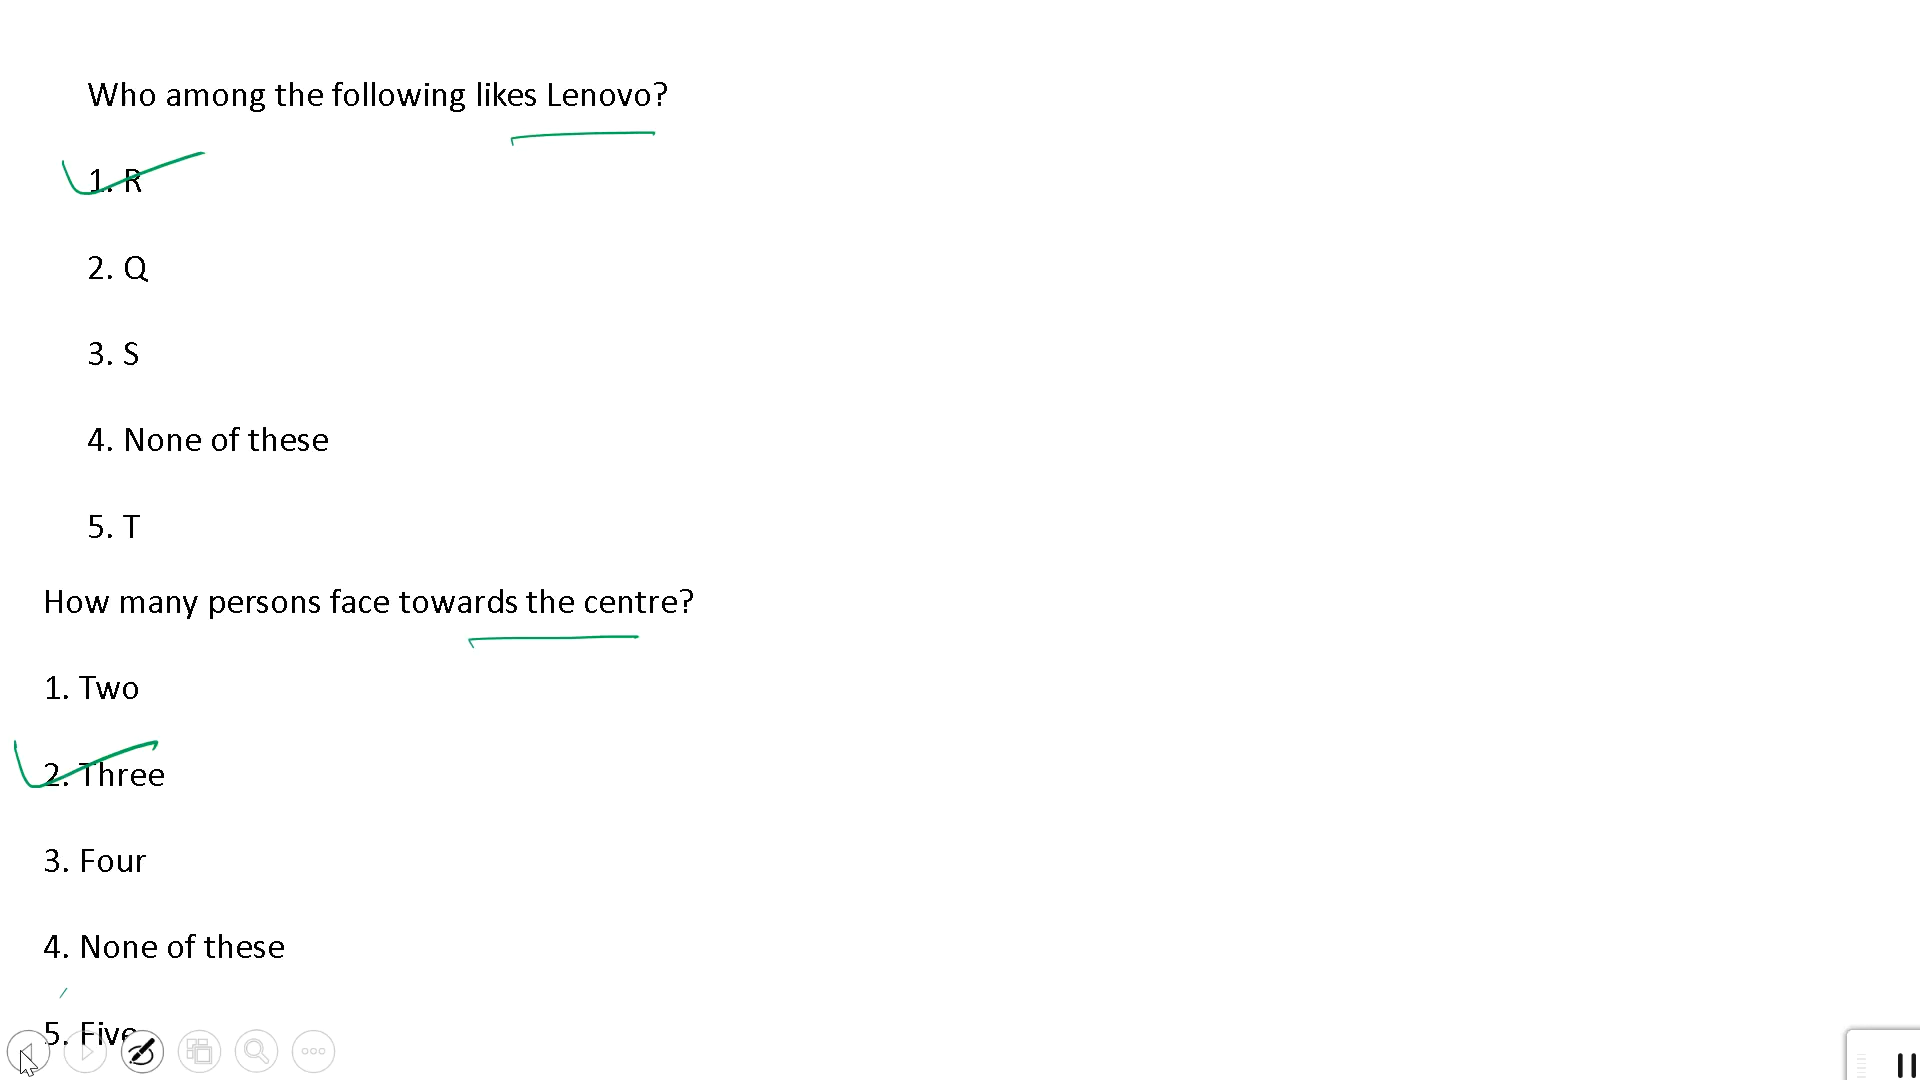 Who among the following likes Lenovo?
1. R
2. Q
3. S
4. None of these
5. T
How many persons face towards the centre?
1. Two
2. Three
3. Four
4. None of these
5. Five